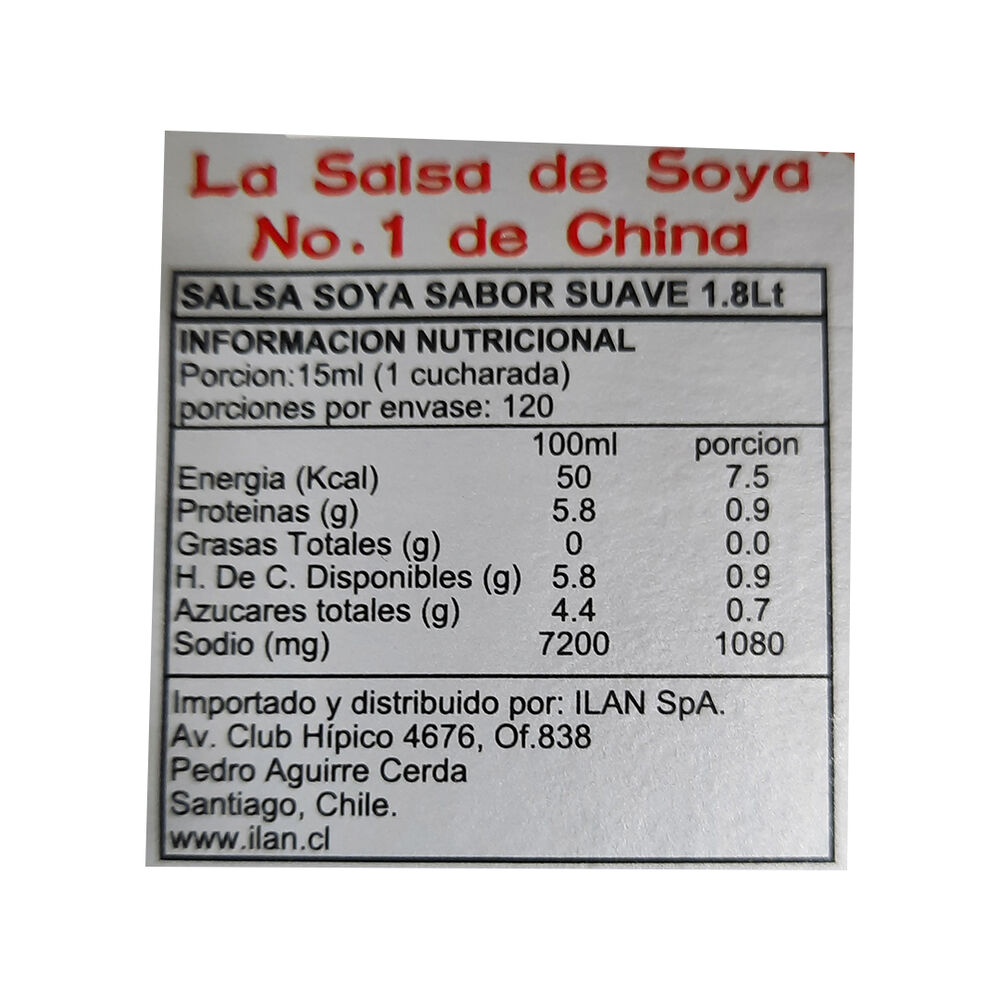 La Salsa de Soya
No.1 de China
SALSA SOYA SABOR SUAVE 1.8Lt
INFORMACION NUTRICIONAL
Porcion:15ml (1 cucharada)
porciones por envase: 120
100ml porcion
Energia (Kcal) 50 7.5
Proteinas (g) 5.8 0.9
Grasas Totales (g) 0 0.0
H. De C. Disponibles (g) 5.8 0.9
Azucares totales (g) 4.4 0.7
Sodio (mg) 7200 1080
Importado y distribuido por: ILAN SpA.
Av. Club Hípico 4676, Of.838
Pedro Aguirre Cerda
Santiago, Chile.
www.ilan.cl